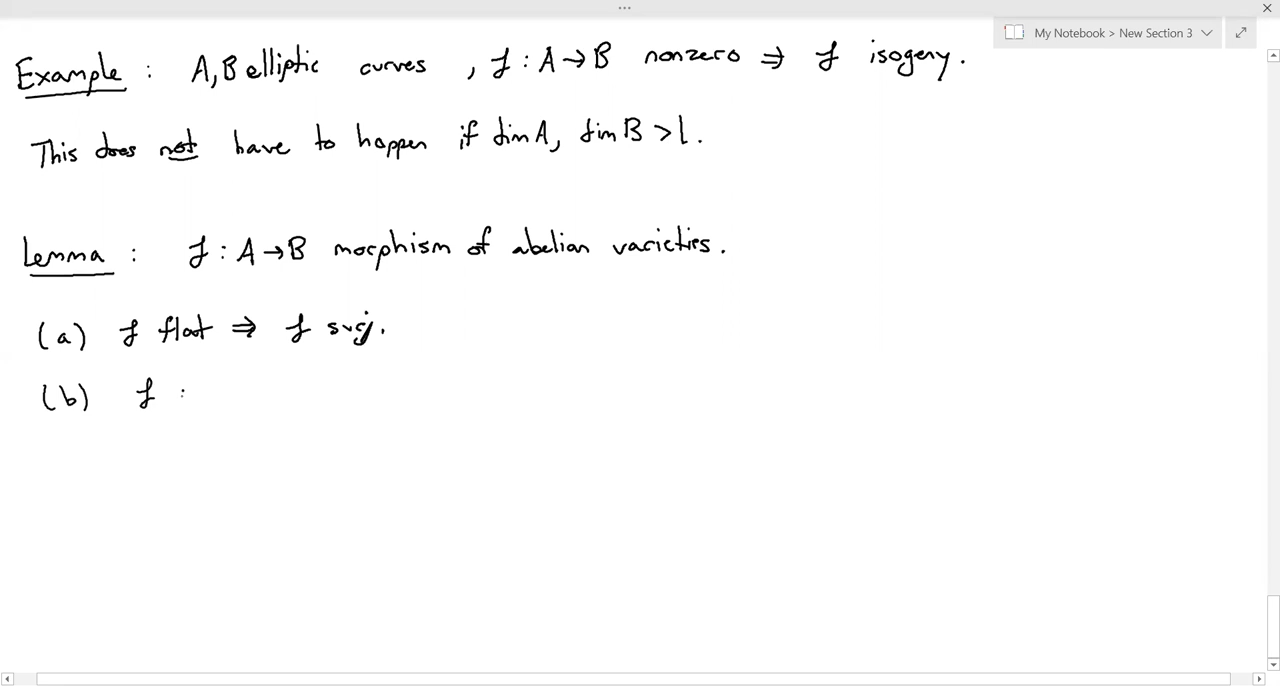 My Notebook > New Section 3
Example : A, B elliptic curves , f : A → B nonzero ⇒ f isogeny.
This does not have to happen if dim A, dim B > 1.
Lemma : f : A → B morphism of abelian varieties.
(a) f flat ⇒ f surj.
(b) f :